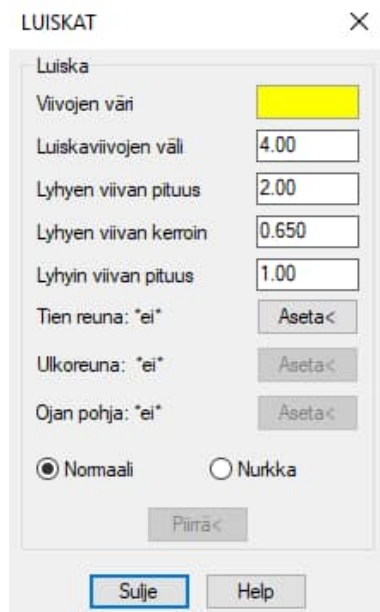 LUISKAT
Luiska
Viivojen väri
Luiskaviivojen väli 4.00
Lyhyen viivan pituus 2.00
Lyhyen viivan kerroin 0.650
Lyhyin viivan pituus 1.00
Tien reuna: *ei* Aseta<
Ulkoreuna: *ei* Aseta<
Ojan pohja: *ei* Aseta<
Normaali Nurkka
Piirrä<
Sulje Help